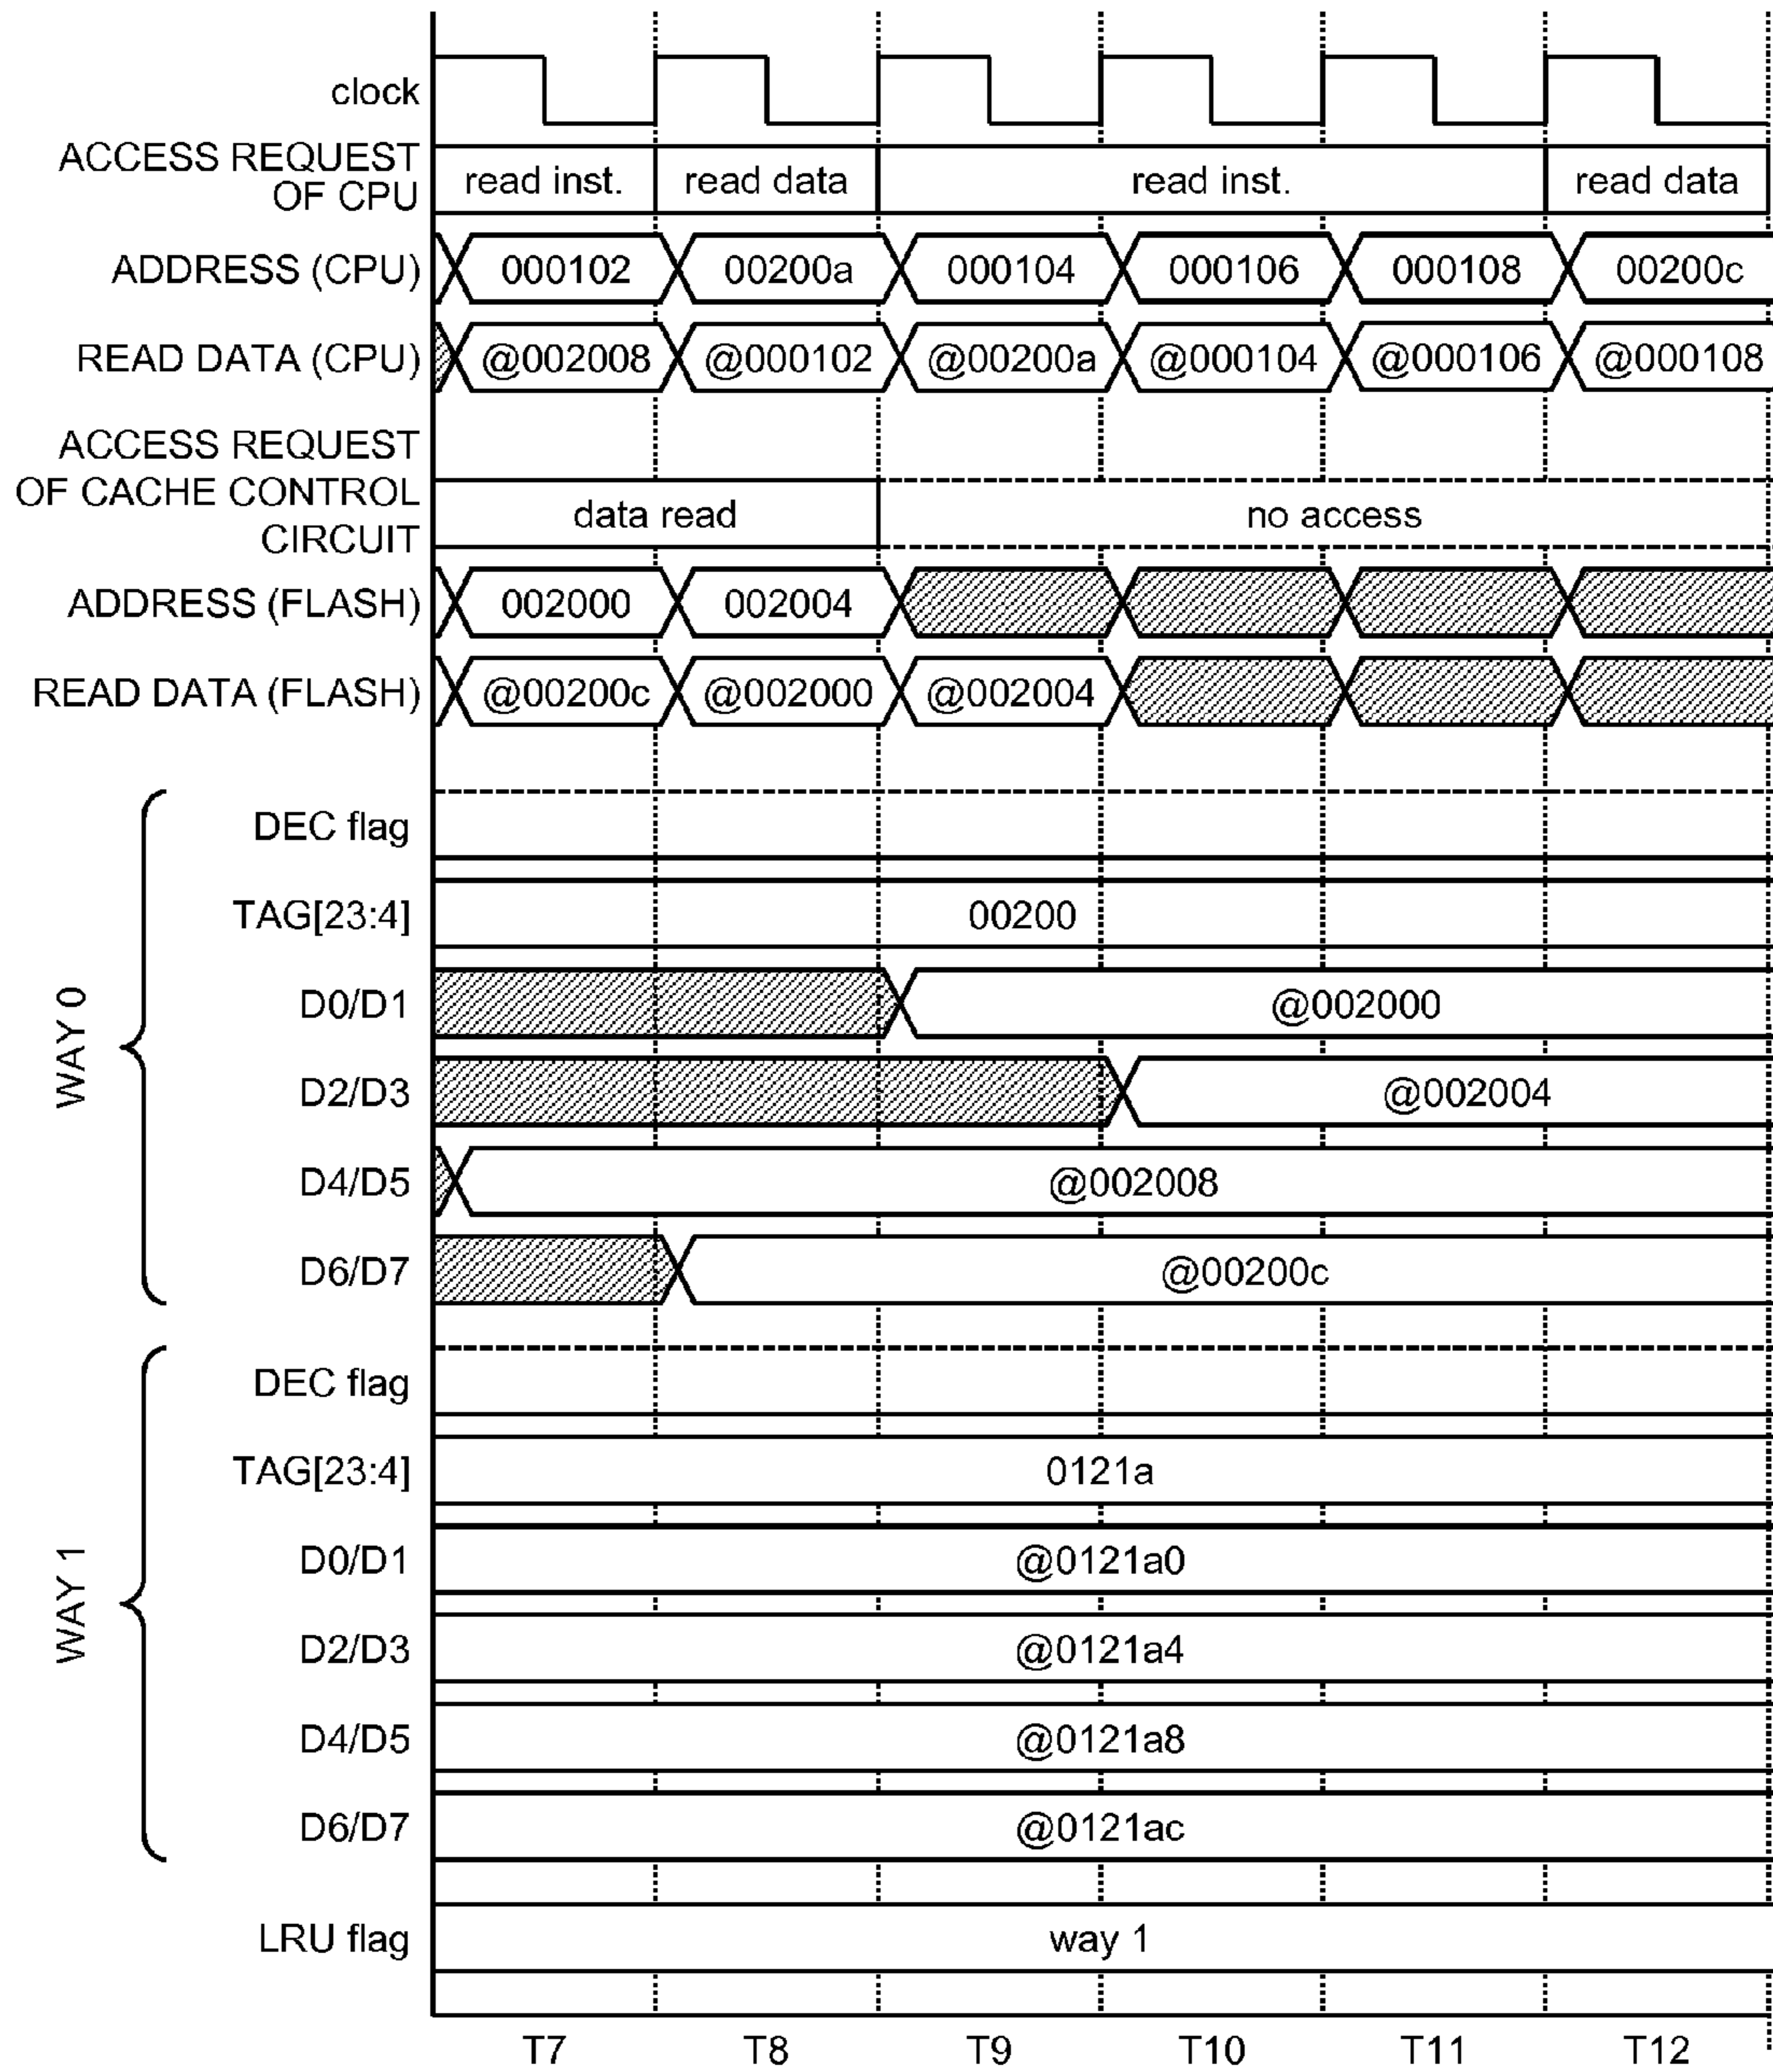 clock
ACCESS REQUEST
OF CPU
read inst.
read data
read inst.
read data
ADDRESS (CPU)
000102
00200a
000104
000106
000108
00200c
READ DATA (CPU)
@002008
@000102
@00200a
@000104
@000106
@000108
ACCESS REQUEST
OF CACHE CONTROL
CIRCUIT
data read
no access
ADDRESS (FLASH)
002000
002004
READ DATA (FLASH)
@00200c
@002000
@002004
WAY 0
DEC flag
TAG[23:4]
00200
D0/D1
@002000
D2/D3
@002004
D4/D5
@002008
D6/D7
@00200c
WAY 1
DEC flag
TAG[23:4]
0121a
D0/D1
@0121a0
D2/D3
@0121a4
D4/D5
@0121a8
D6/D7
@0121ac
LRU flag
way 1
T7
T8
T9
T10
T11
T12